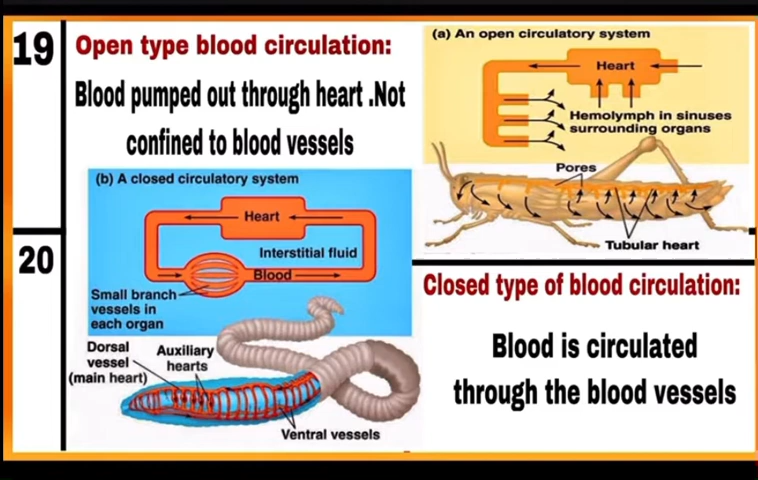 19
Open type blood circulation:
Blood pumped out through heart .Not
confined to blood vessels
(a) An open circulatory system
Heart
Hemolymph in sinuses
surrounding organs
Pores
Tubular heart
20
(b) A closed circulatory system
Heart
Interstitial fluid
Blood
Small branch
vessels in
each organ
Dorsal
vessel
(main heart)
Auxiliary
hearts
Ventral vessels
Closed type of blood circulation:
Blood is circulated
through the blood vessels